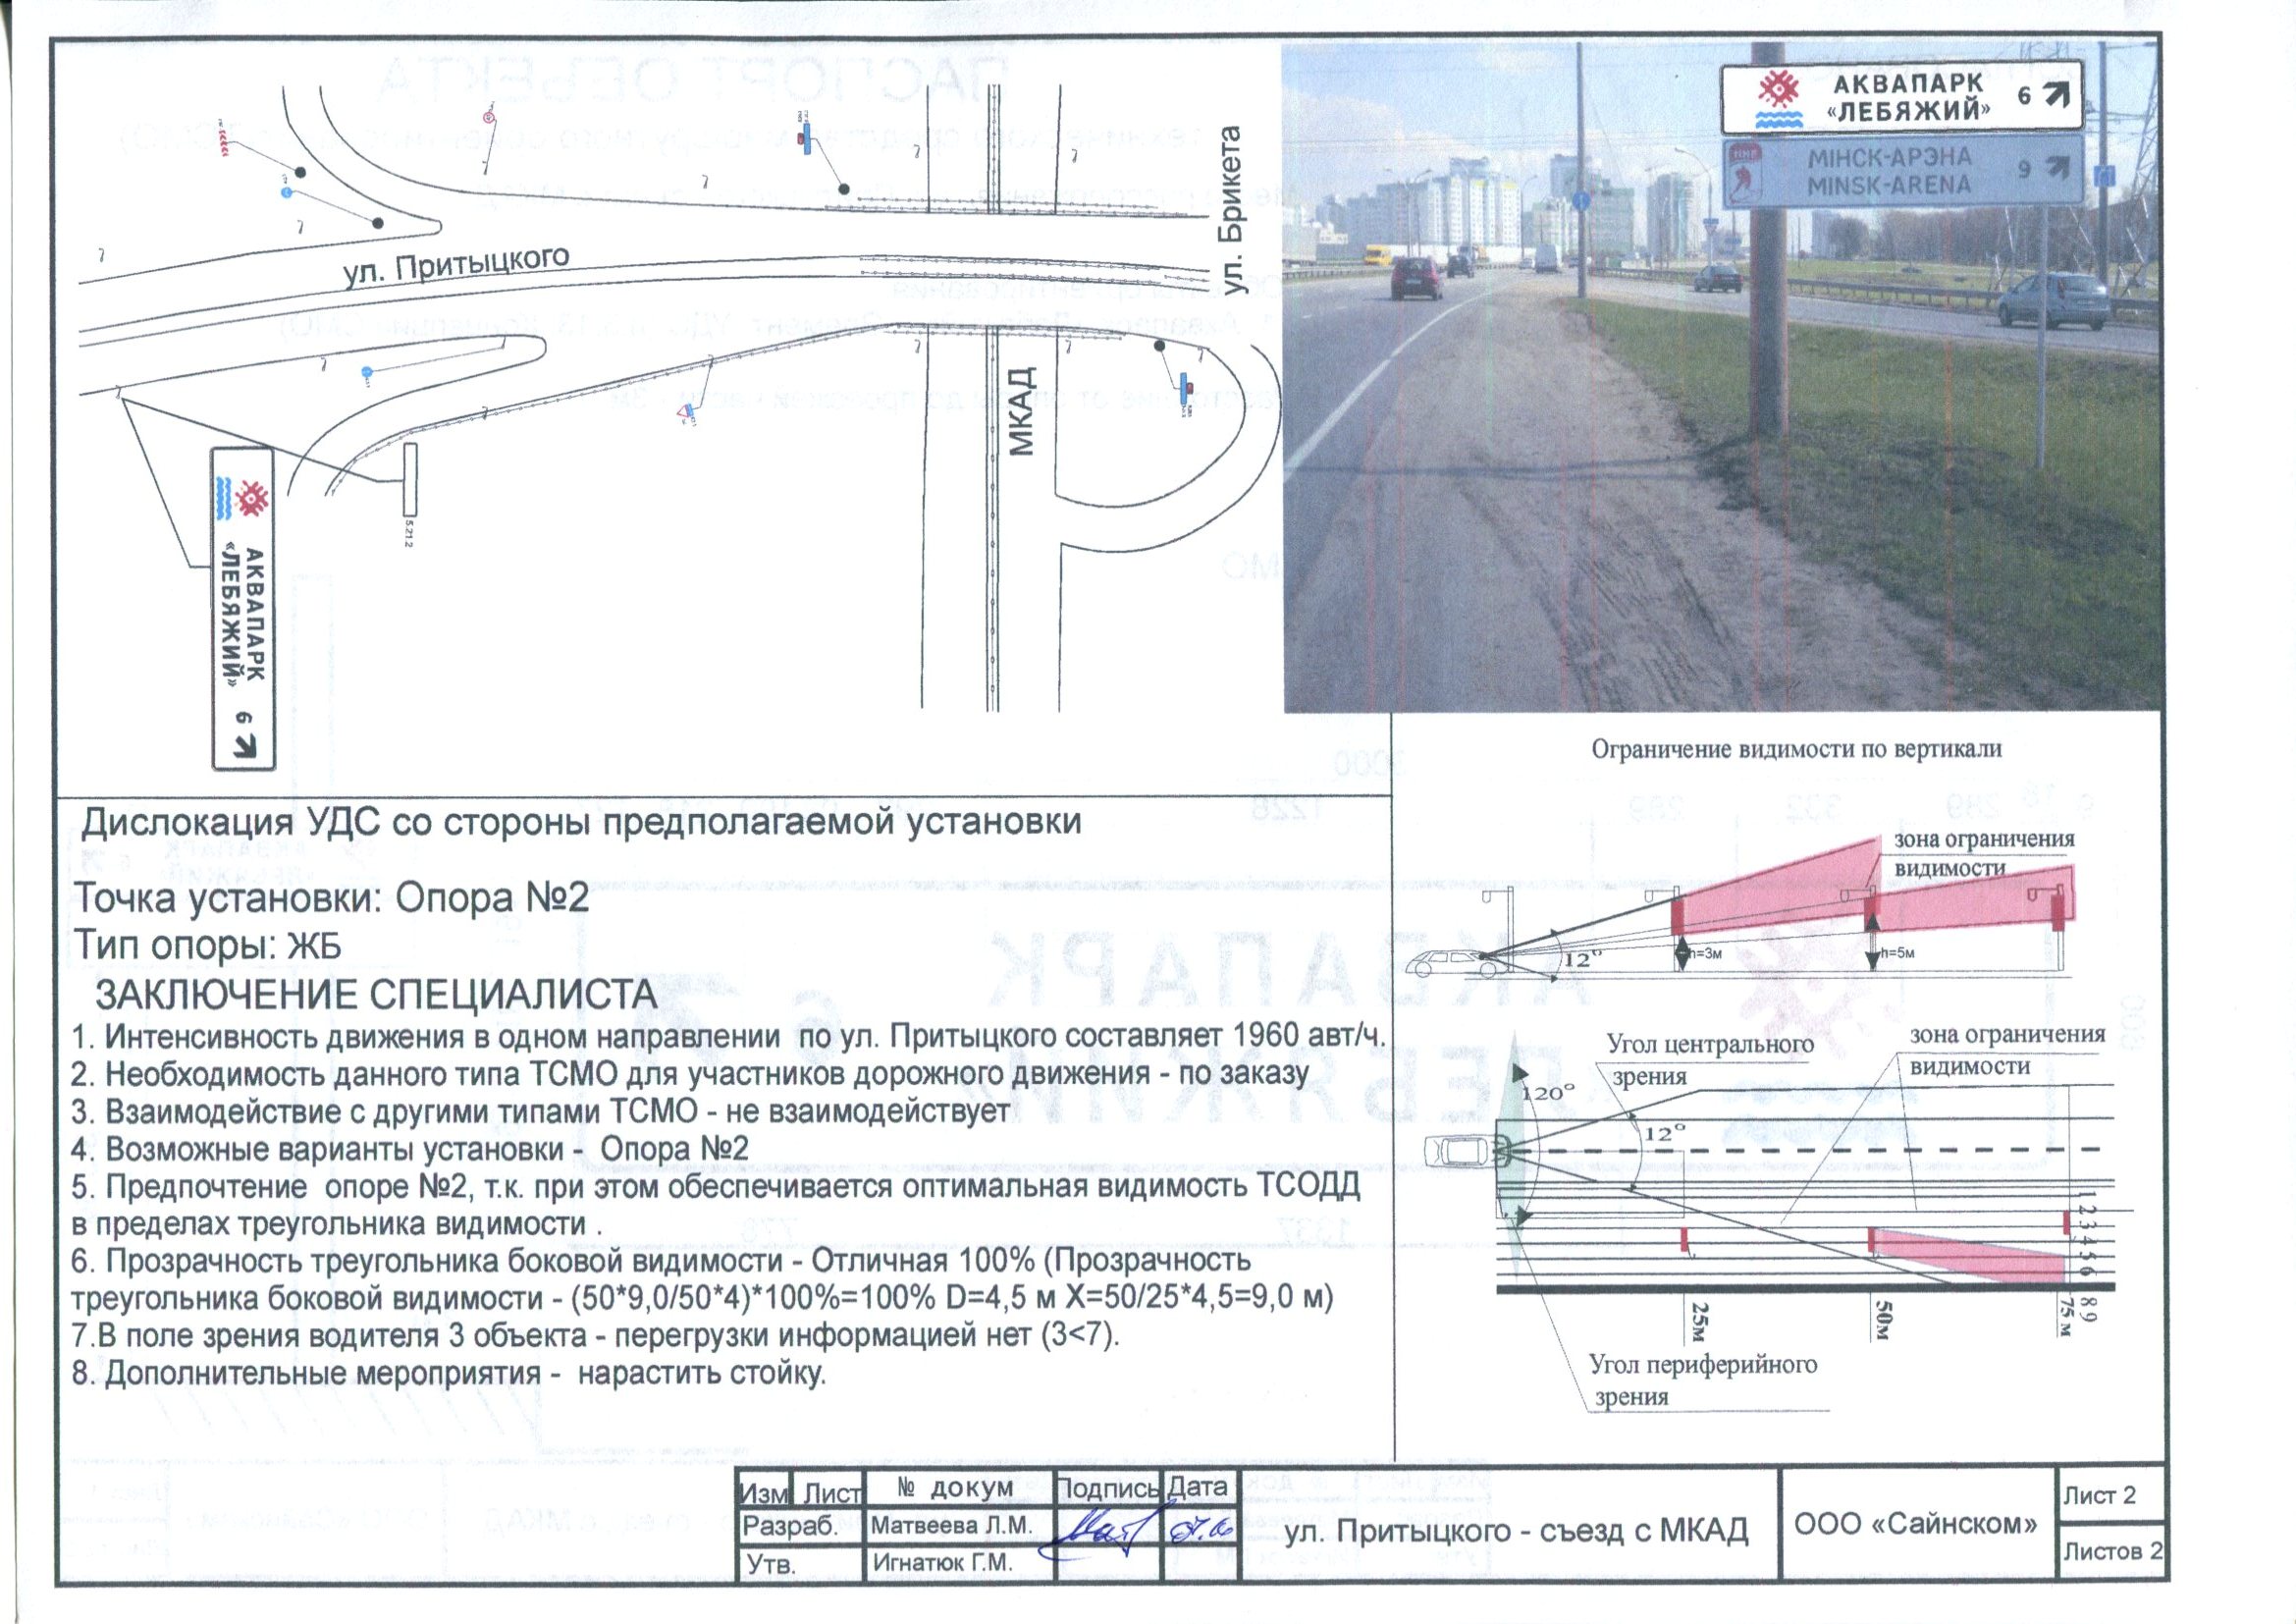 ул. Притыцкого
ул. Брикета
МКАД
5.21.2
АКВАПАРК
«ЛЕБЯЖИЙ»
6
АКВАПАРК
«ЛЕБЯЖИЙ»
6
МІНСК-АРЭНА
MINSK-ARENA
9
Дислокация УДС со стороны предполагаемой установки
Точка установки: Опора №2
Тип опоры: ЖБ
ЗАКЛЮЧЕНИЕ СПЕЦИАЛИСТА
1. Интенсивность движения в одном направлении по ул. Притыцкого составляет 1960 авт/ч.
2. Необходимость данного типа ТСМО для участников дорожного движения - по заказу
3. Взаимодействие с другими типами ТСМО - не взаимодействует
4. Возможные варианты установки - Опора №2
5. Предпочтение опоре №2, т.к. при этом обеспечивается оптимальная видимость ТСОДД
в пределах треугольника видимости .
6. Прозрачность треугольника боковой видимости - Отличная 100% (Прозрачность
треугольника боковой видимости - (50*9,0/50*4)*100%=100% D=4,5 м X=50/25*4,5=9,0 м)
7.В поле зрения водителя 3 объекта - перегрузки информацией нет (3<7).
8. Дополнительные мероприятия - нарастить стойку.
Ограничение видимости по вертикали
зона ограничения
видимости
12°
h=3м
h=5м
Угол центрального
зрения
зона ограничения
видимости
120°
12°
1 2 3 4 5 6
8 9
25м
50м
75 м
Угол периферийного
зрения
Изм Лист № докум Подпись Дата
Разраб. Матвеева Л.М.
Утв. Игнатюк Г.М.
ул. Притыцкого - съезд с МКАД
ООО «Сайнском»
Лист 2
Листов 2